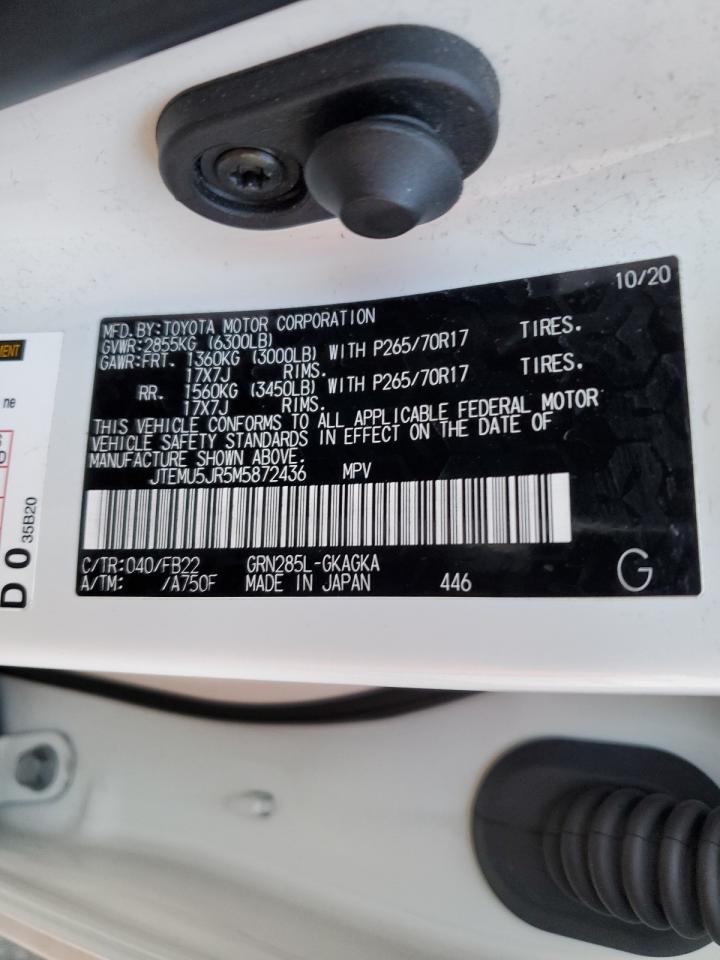 10/20
MFD.BY:TOYOTA MOTOR CORPORATION
GVWR:2855KG (6300LB)
GAWR:FRT. 1360KG (3000LB) WITH P265/70R17 TIRES.
17X7J RIMS.
RR. 1560KG (3450LB) WITH P265/70R17 TIRES.
17X7J RIMS.
THIS VEHICLE CONFORMS TO ALL APPLICABLE FEDERAL MOTOR
VEHICLE SAFETY STANDARDS IN EFFECT ON THE DATE OF
MANUFACTURE SHOWN ABOVE.
JTEMU5JR5M5872436 MPV
C/TR:040/FB22 GRN285L-GKAGKA
A/TM: /A750F MADE IN JAPAN 446 G
MENT
ne
S
D
D 0 35B20